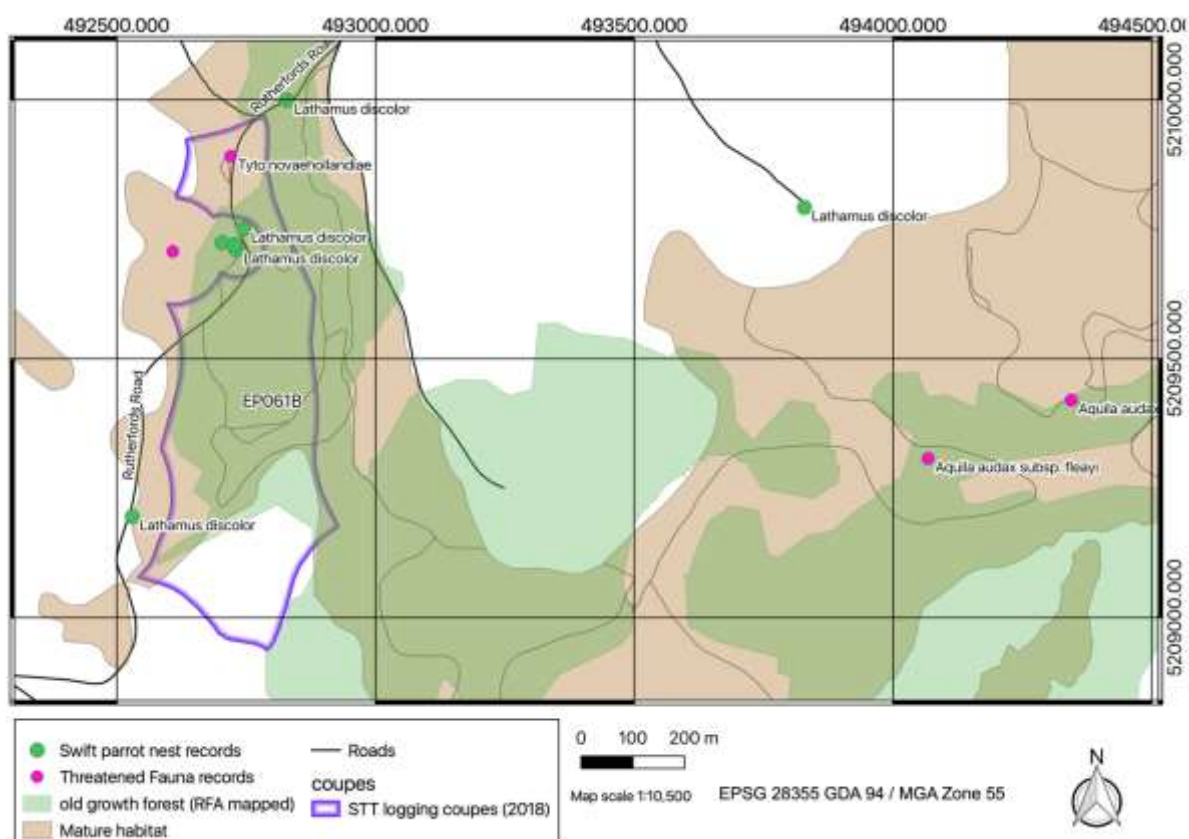 492500.000 493000.000 493500.000 494000.000 494500.0
Rutherfords Ro
Lathamus discolor
5210000.000
Tyto novaehollandiae
Lathamus discolor
Lathamus discolor
Lathamus discolor
5209500.000
Rutherfords Road
EP061B
Aquila audax
Aquila audax subsp. fleayi
Lathamus discolor
5209000.000
Swift parrot nest records
Threatened Fauna records
old growth forest (RFA mapped)
Mature habitat
Roads
coupes
STT logging coupes (2018)
0 100 200 m
Map scale 1:10,500
EPSG 28355 GDA 94 / MGA Zone 55
N